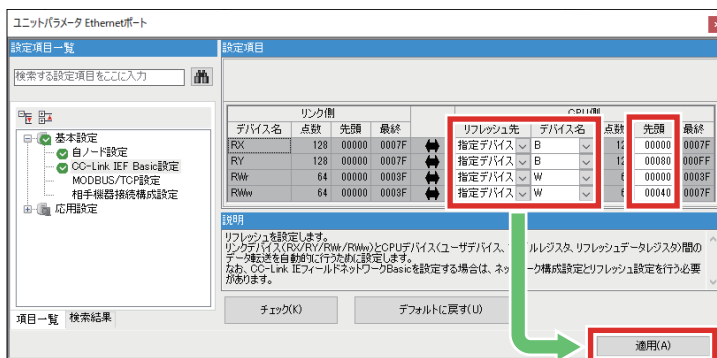 ユニットパラメータ Ethernetポート
設定項目一覧
検索する設定項目をここに入力
基本設定
自ノード設定
CC-Link IEF Basic設定
MODBUS/TCP設定
相手機器接続構成設定
応用設定
項目一覧 検索結果
設定項目
リンク側 CPU側
デバイス名 点数 先頭 最終 リフレッシュ先 デバイス名 点数 先頭 最終
RX 128 00000 0007F 指定デバイス B 12 00000 0007F
RY 128 00000 0007F 指定デバイス B 12 00080 000FF
RWr 64 00000 0003F 指定デバイス W 6 00000 0003F
RWw 64 00000 0003F 指定デバイス W 6 00040 0007F
説明
リフレッシュを設定します。
リンクデバイス(RX/RY/RWr/RWw)とCPUデバイス(ユーザデバイス、 ルレジスタ、リフレッシュデータレジスタ)間の
データ転送を自動的に行うために設定します。
なお、CC-Link IEフィールドネットワークBasicを設定する場合は、ネッ ーク構成設定とリフレッシュ設定を行う必要
があります。
チェック(K) デフォルトに戻す(U)
適用(A)